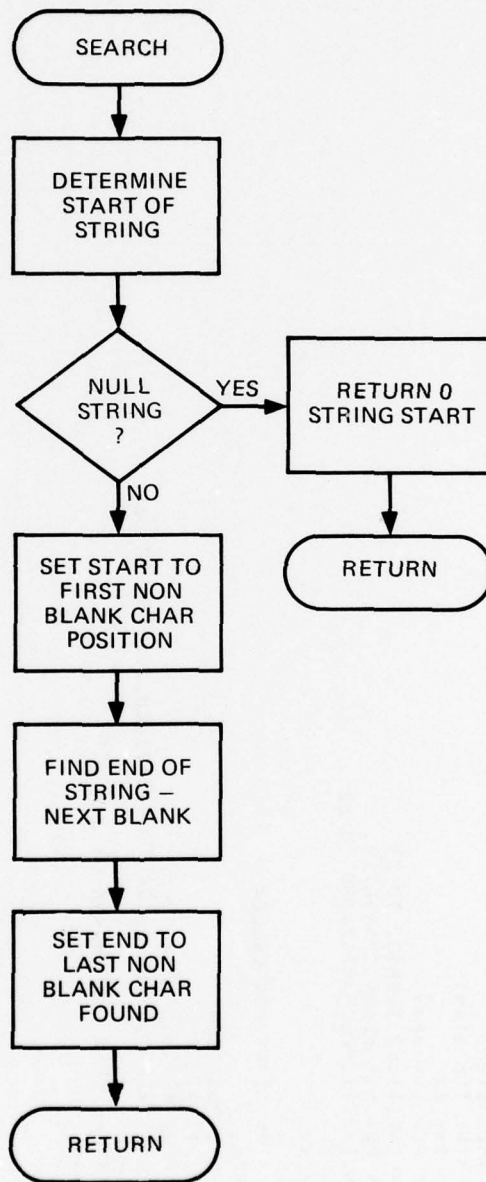 SEARCH
DETERMINE
START OF
STRING
NULL
STRING
?
YES
RETURN 0
STRING START
RETURN
NO
SET START TO
FIRST NON
BLANK CHAR
POSITION
FIND END OF
STRING –
NEXT BLANK
SET END TO
LAST NON
BLANK CHAR
FOUND
RETURN